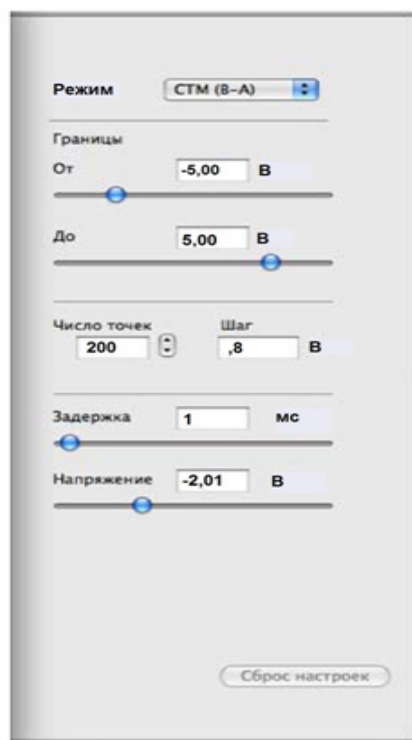 Режим СТМ (В-А)
Границы
От -5,00 В
До 5,00 В
Число точек Шаг
200 ,8 В
Задержка 1 мс
Напряжение -2,01 В
Сброс настроек